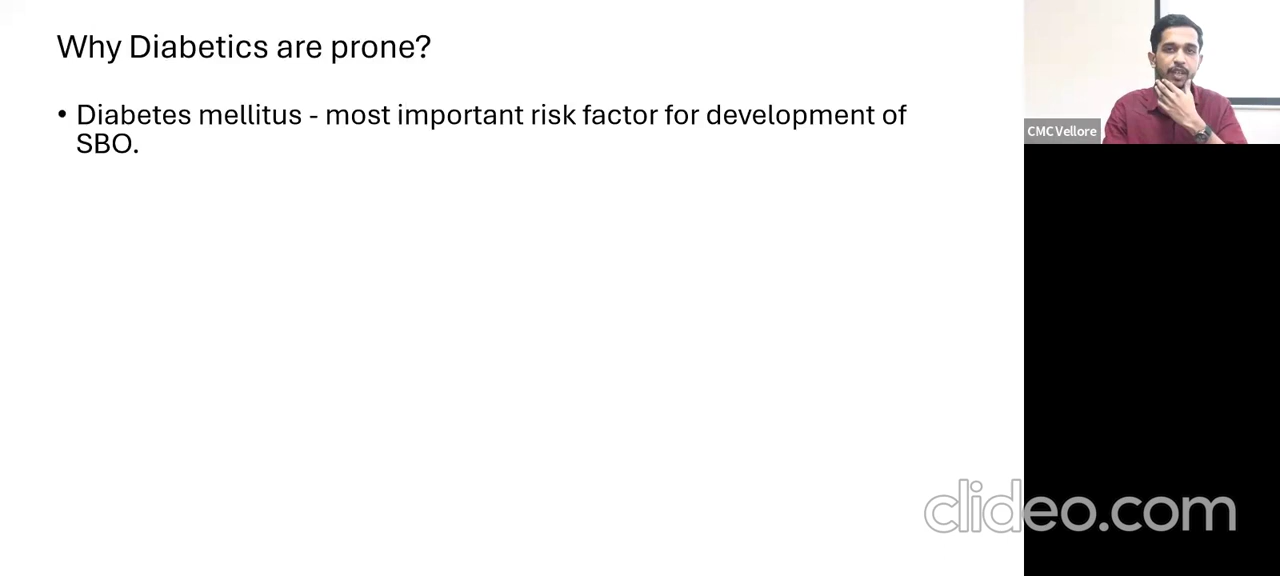 Why Diabetics are prone?
• Diabetes mellitus - most important risk factor for development of
SBO.
CMC Vellore
clideo.com